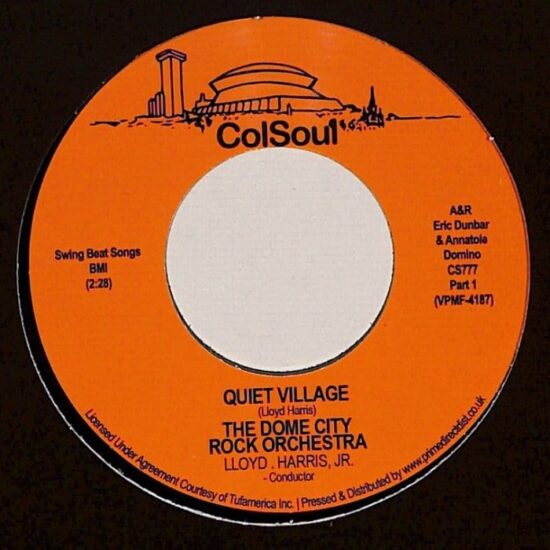 ColSoul
Swing Beat Songs
BMI
(2:28)
A&R
Eric Dunbar
& Annatole
Domino
CS777
Part 1
(VPMF-4187)
QUIET VILLAGE
(Lloyd Harris)
THE DOME CITY
ROCK ORCHESTRA
LLOYD . HARRIS, JR.
- Conductor
Licensed Under Agreement Courtesy of Tufamerica Inc. | Pressed & Distributed by www.primedirectdist.co.uk